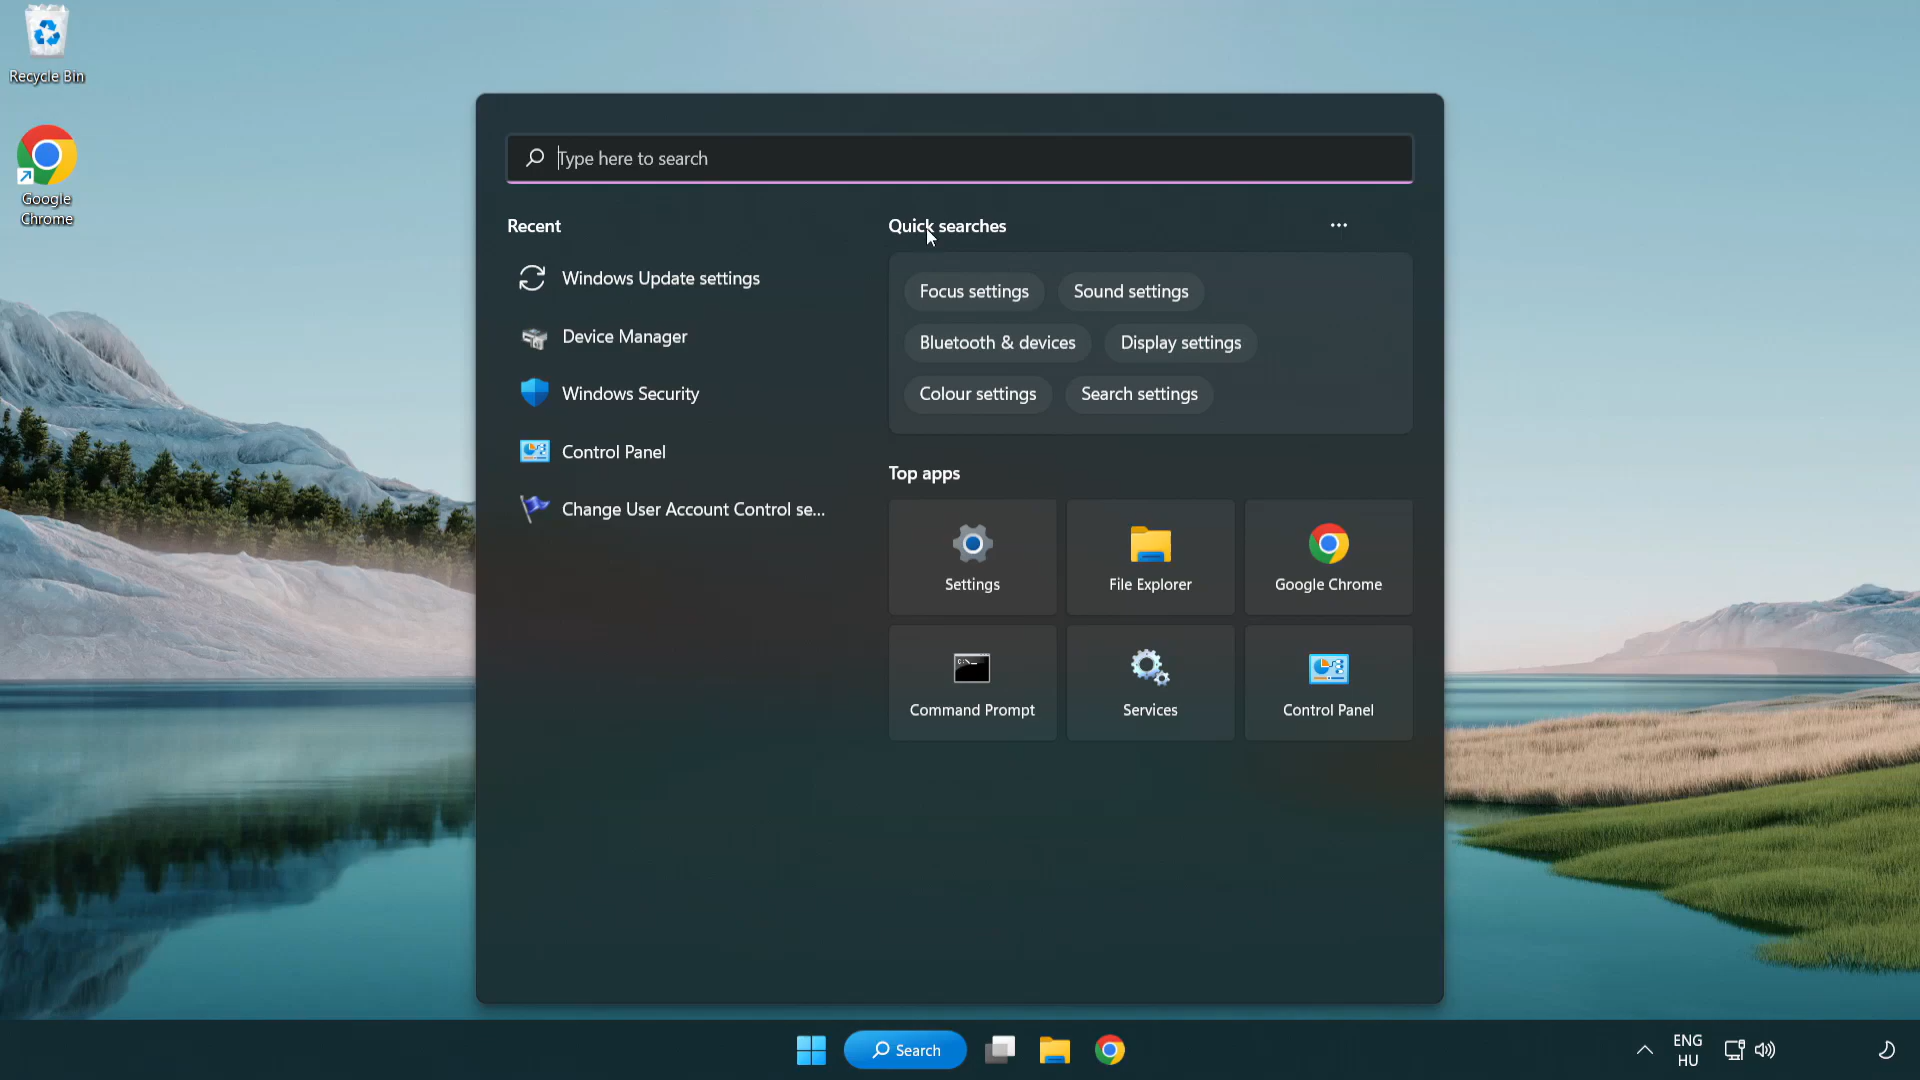 Recycle Bin
Google
Chrome
Type here to search
Recent
Windows Update settings
Device Manager
Windows Security
Control Panel
Change User Account Control se...
Quick searches
Focus settings
Sound settings
Bluetooth & devices
Display settings
Colour settings
Search settings
Top apps
Settings
File Explorer
Google Chrome
Command Prompt
Services
Control Panel
Search
ENG
HU